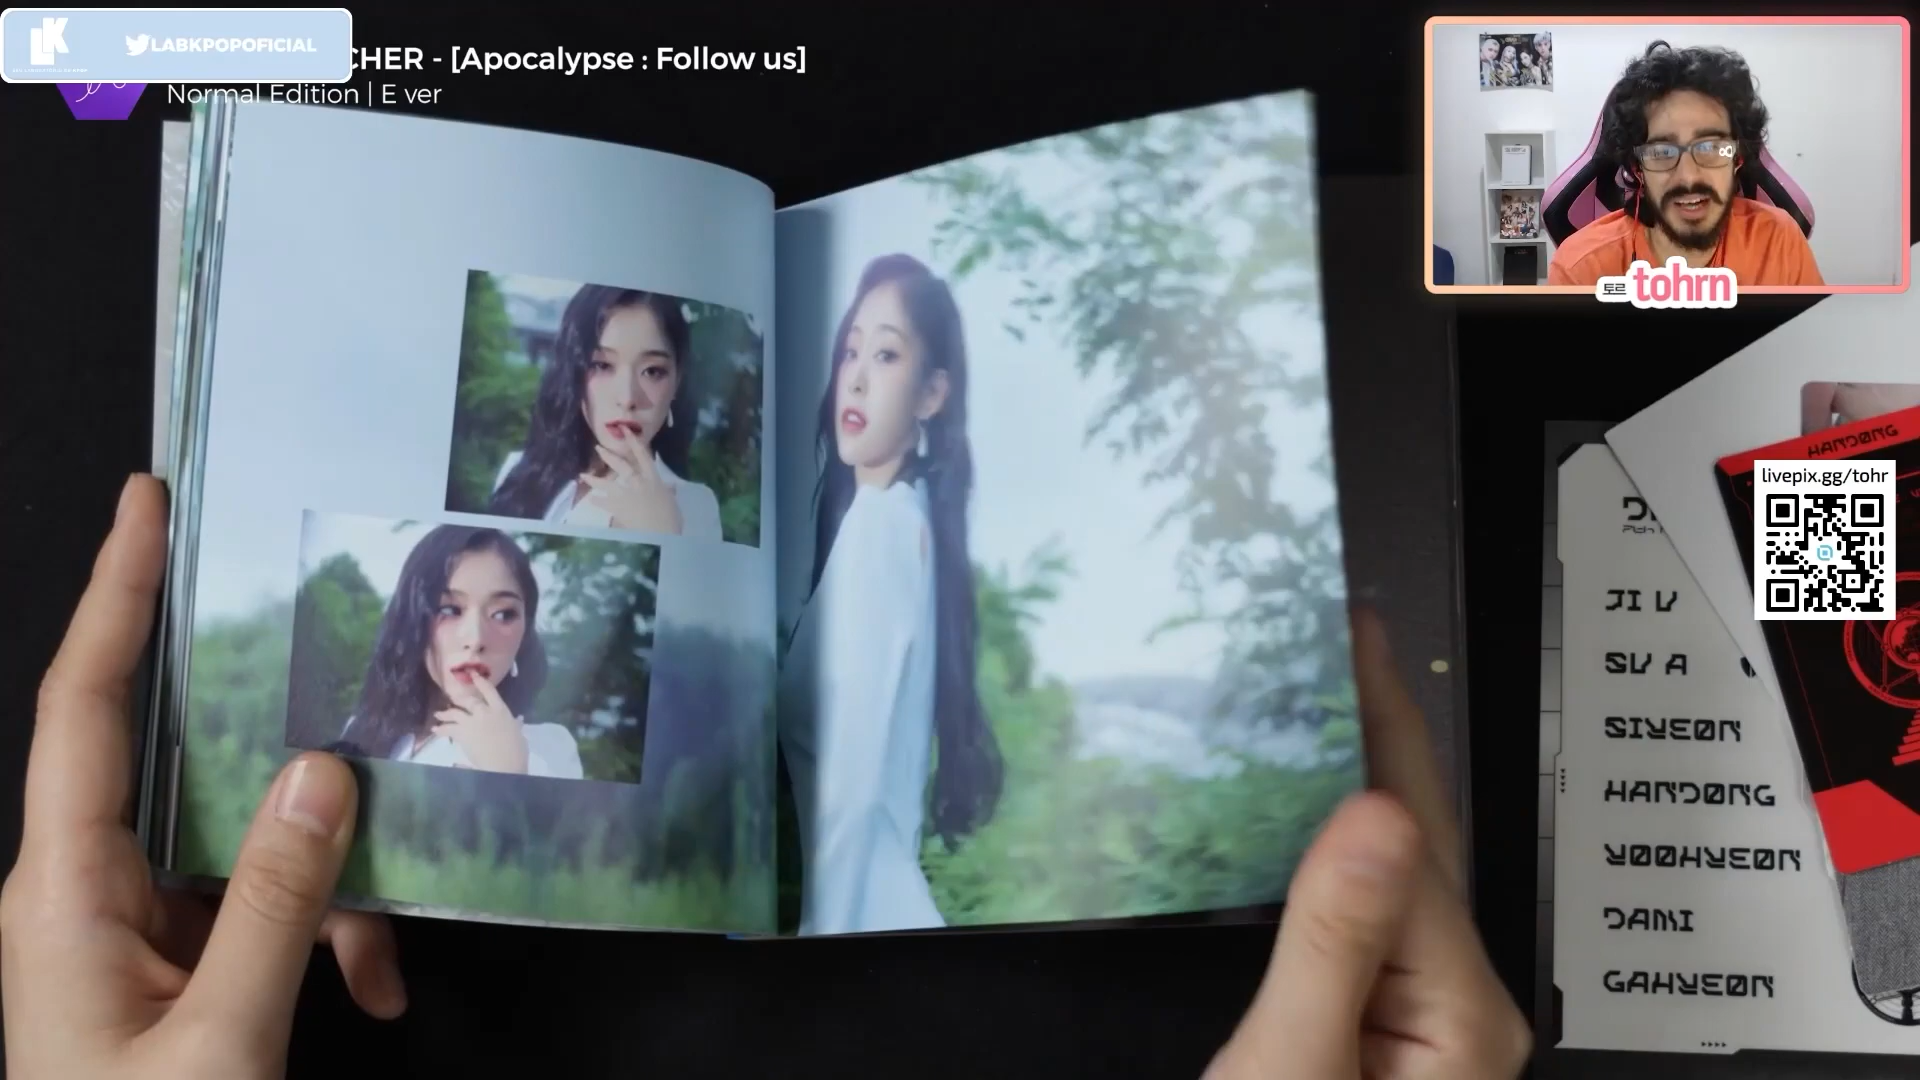 LK
LABKPOPOFICIAL
CHER - [Apocalypse : Follow us]
Normal Edition | E ver
토르 tohrn
HANDONG
livepix.gg/tohr
JI U
SU A
SIYEON
HANDONG
YOOHYEON
DAMI
GAHYEON